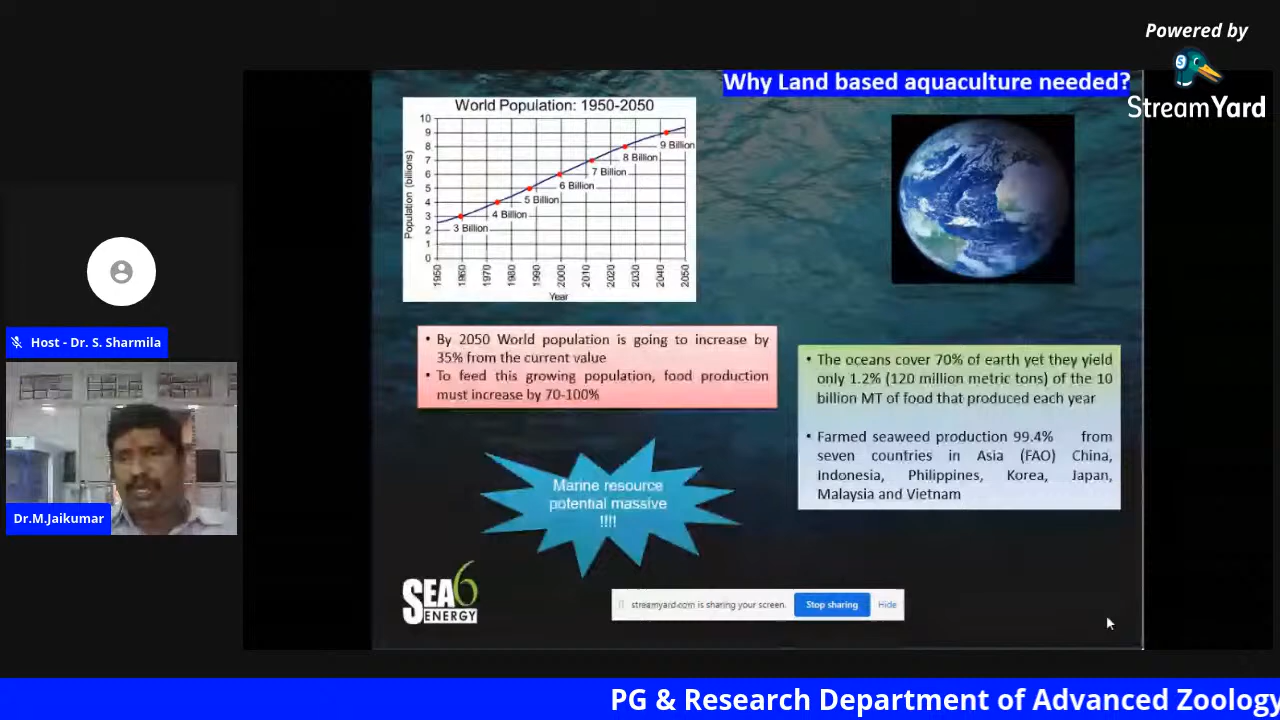 Powered by
StreamYard
Why Land based aquaculture needed?
World Population: 1950-2050
Population (billions)
10
9
8
7
6
5
4
3
2
1
0
9 Billion
8 Billion
7 Billion
6 Billion
5 Billion
4 Billion
3 Billion
1950
1960
1970
1980
1990
2000
2010
2020
2030
2040
2050
Year
• By 2050 World population is going to increase by
35% from the current value
• To feed this growing population, food production
must increase by 70-100%
• The oceans cover 70% of earth yet they yield
only 1.2% (120 million metric tons) of the 10
billion MT of food that produced each year
• Farmed seaweed production 99.4% from
seven countries in Asia (FAO) China,
Indonesia, Philippines, Korea, Japan,
Malaysia and Vietnam
Marine resource
potential massive
!!!!
SEA6
ENERGY
streamyard.com is sharing your screen.
Stop sharing
Hide
Host - Dr. S. Sharmila
Dr.M.Jaikumar
PG & Research Department of Advanced Zoology